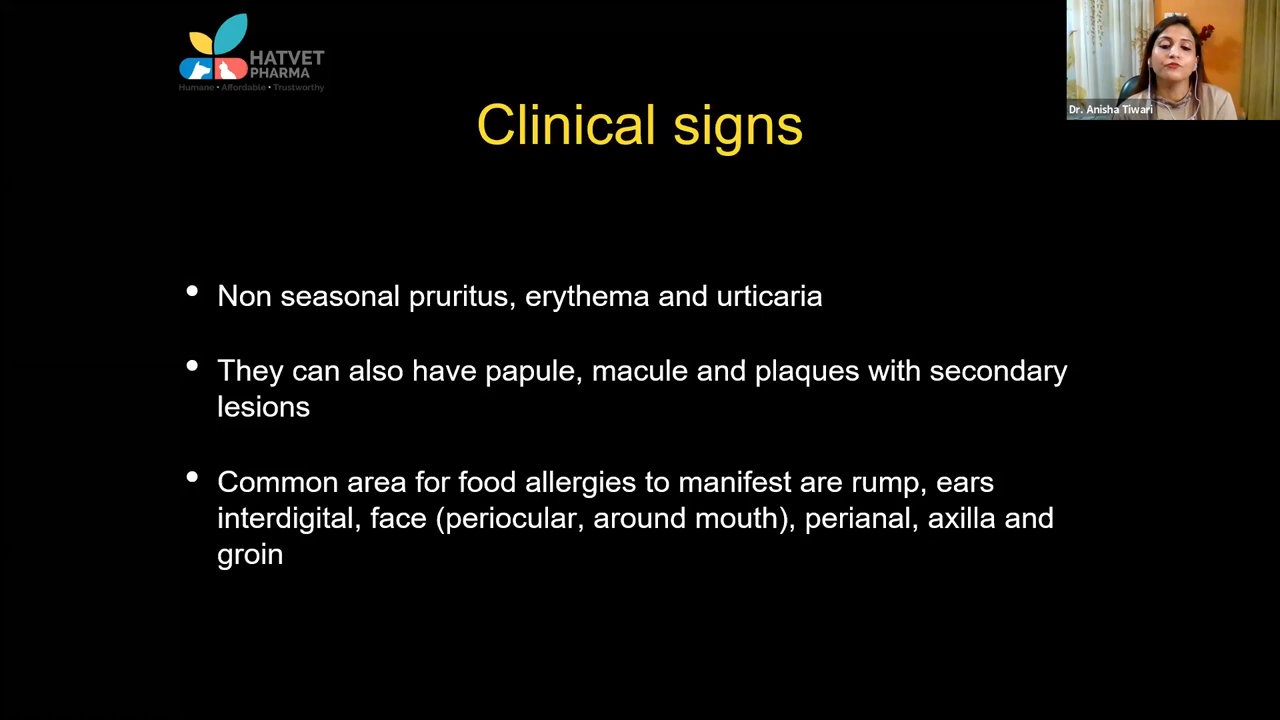 HATVET
PHARMA
Humane • Affordable • Trustworthy
Dr. Anisha Tiwari
Clinical signs
• Non seasonal pruritus, erythema and urticaria
• They can also have papule, macule and plaques with secondary
lesions
• Common area for food allergies to manifest are rump, ears
interdigital, face (periocular, around mouth), perianal, axilla and
groin